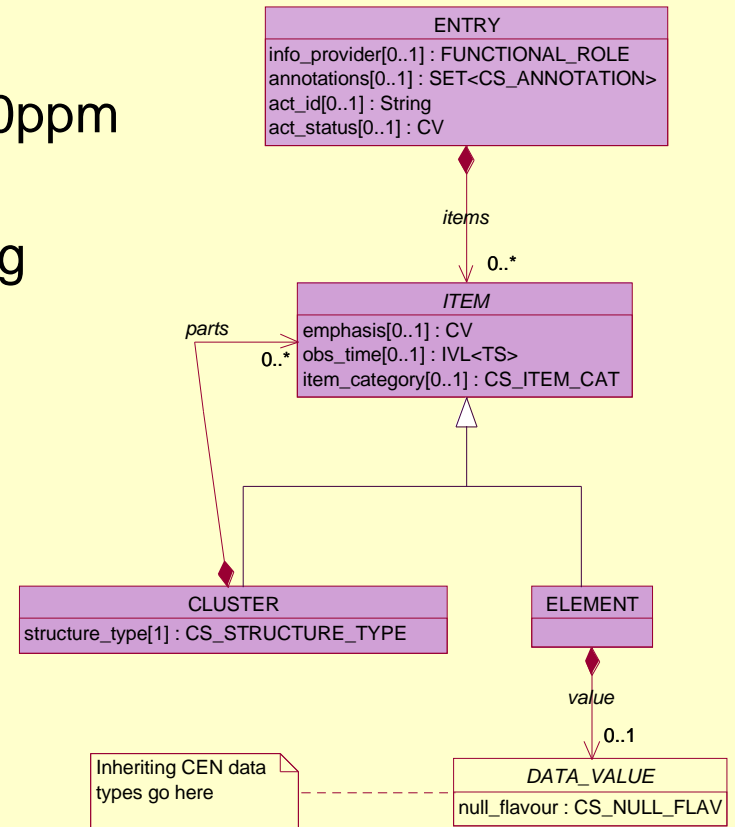 ENTRY
info_provider[0..1] : FUNCTIONAL_ROLE
annotations[0..1] : SET<CS_ANNOTATION>
act_id[0..1] : String
act_status[0..1] : CV
0ppm
g
items
0..*
ITEM
emphasis[0..1] : CV
obs_time[0..1] : IVL<TS>
item_category[0..1] : CS_ITEM_CAT
parts
0..*
CLUSTER
structure_type[1] : CS_STRUCTURE_TYPE
ELEMENT
value
0..1
Inheriting CEN data
types go here
DATA_VALUE
null_flavour : CS_NULL_FLAV